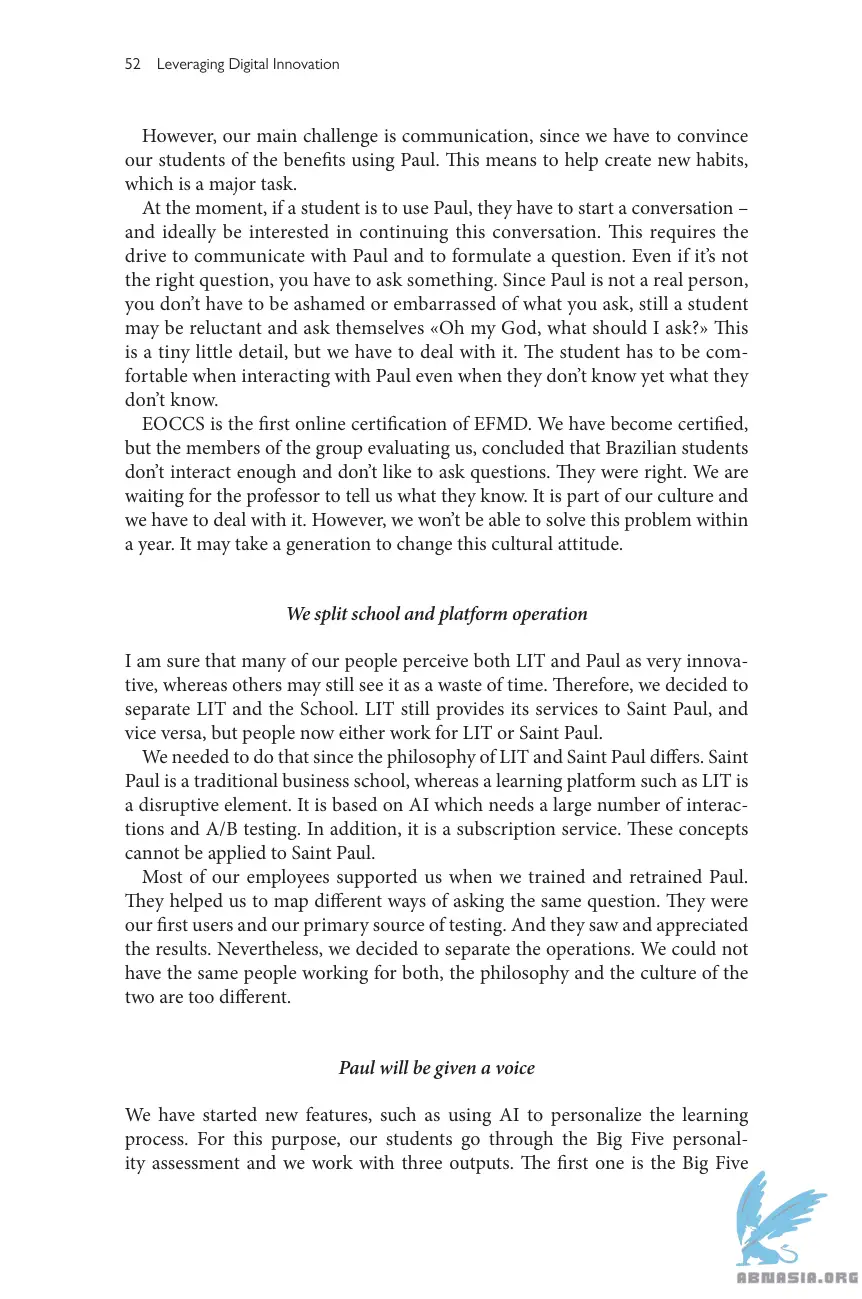 52 Leveraging Digital Innovation
However, our main challenge is communication, since we have to convince
our students of the benefits using Paul. This means to help create new habits,
which is a major task.
At the moment, if a student is to use Paul, they have to start a conversation –
and ideally be interested in continuing this conversation. This requires the
drive to communicate with Paul and to formulate a question. Even if it’s not
the right question, you have to ask something. Since Paul is not a real person,
you don’t have to be ashamed or embarrassed of what you ask, still a student
may be reluctant and ask themselves «Oh my God, what should I ask?» This
is a tiny little detail, but we have to deal with it. The student has to be com-
fortable when interacting with Paul even when they don’t know yet what they
don’t know.
EOCCS is the first online certification of EFMD. We have become certified,
but the members of the group evaluating us, concluded that Brazilian students
don’t interact enough and don’t like to ask questions. They were right. We are
waiting for the professor to tell us what they know. It is part of our culture and
we have to deal with it. However, we won’t be able to solve this problem within
a year. It may take a generation to change this cultural attitude.
We split school and platform operation
I am sure that many of our people perceive both LIT and Paul as very innova-
tive, whereas others may still see it as a waste of time. Therefore, we decided to
separate LIT and the School. LIT still provides its services to Saint Paul, and
vice versa, but people now either work for LIT or Saint Paul.
We needed to do that since the philosophy of LIT and Saint Paul differs. Saint
Paul is a traditional business school, whereas a learning platform such as LIT is
a disruptive element. It is based on AI which needs a large number of interac-
tions and A/B testing. In addition, it is a subscription service. These concepts
cannot be applied to Saint Paul.
Most of our employees supported us when we trained and retrained Paul.
They helped us to map different ways of asking the same question. They were
our first users and our primary source of testing. And they saw and appreciated
the results. Nevertheless, we decided to separate the operations. We could not
have the same people working for both, the philosophy and the culture of the
two are too different.
Paul will be given a voice
We have started new features, such as using AI to personalize the learning
process. For this purpose, our students go through the Big Five personal-
ity assessment and we work with three outputs. The first one is the Big Five
ABNASIA.ORG